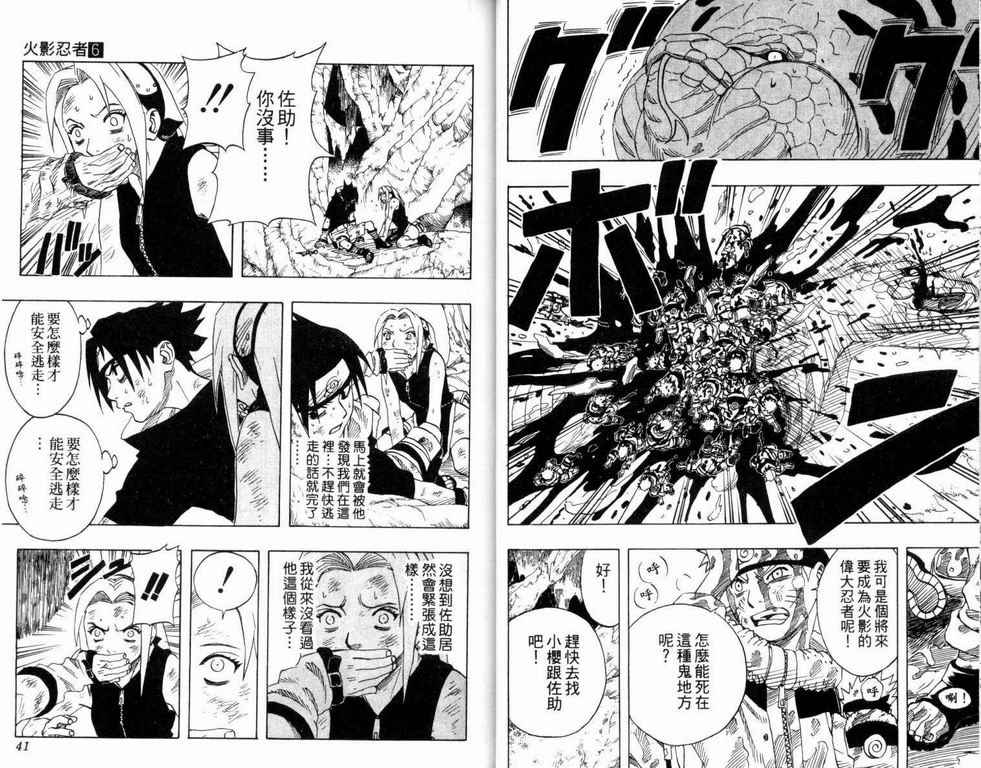 グググ
ボーン
我可是個將來
要成為火影的
偉大忍者呢！
唰！
呼
呼
呼
怎麼能死在
這種鬼地方
呢？
好！
趕快去找
小櫻跟佐助
吧！
火影忍者6
佐助！
你沒事……
!!
馬上就會被他
發現我們在這
裡…不趕快逃
走的話就完了
………
要怎麼樣才
能安全逃走
…
要怎麼樣才
能安全逃走
…
沒想到佐助居
然會緊張成這
樣………
我從來沒看過
他這個樣子…
！
!!
41